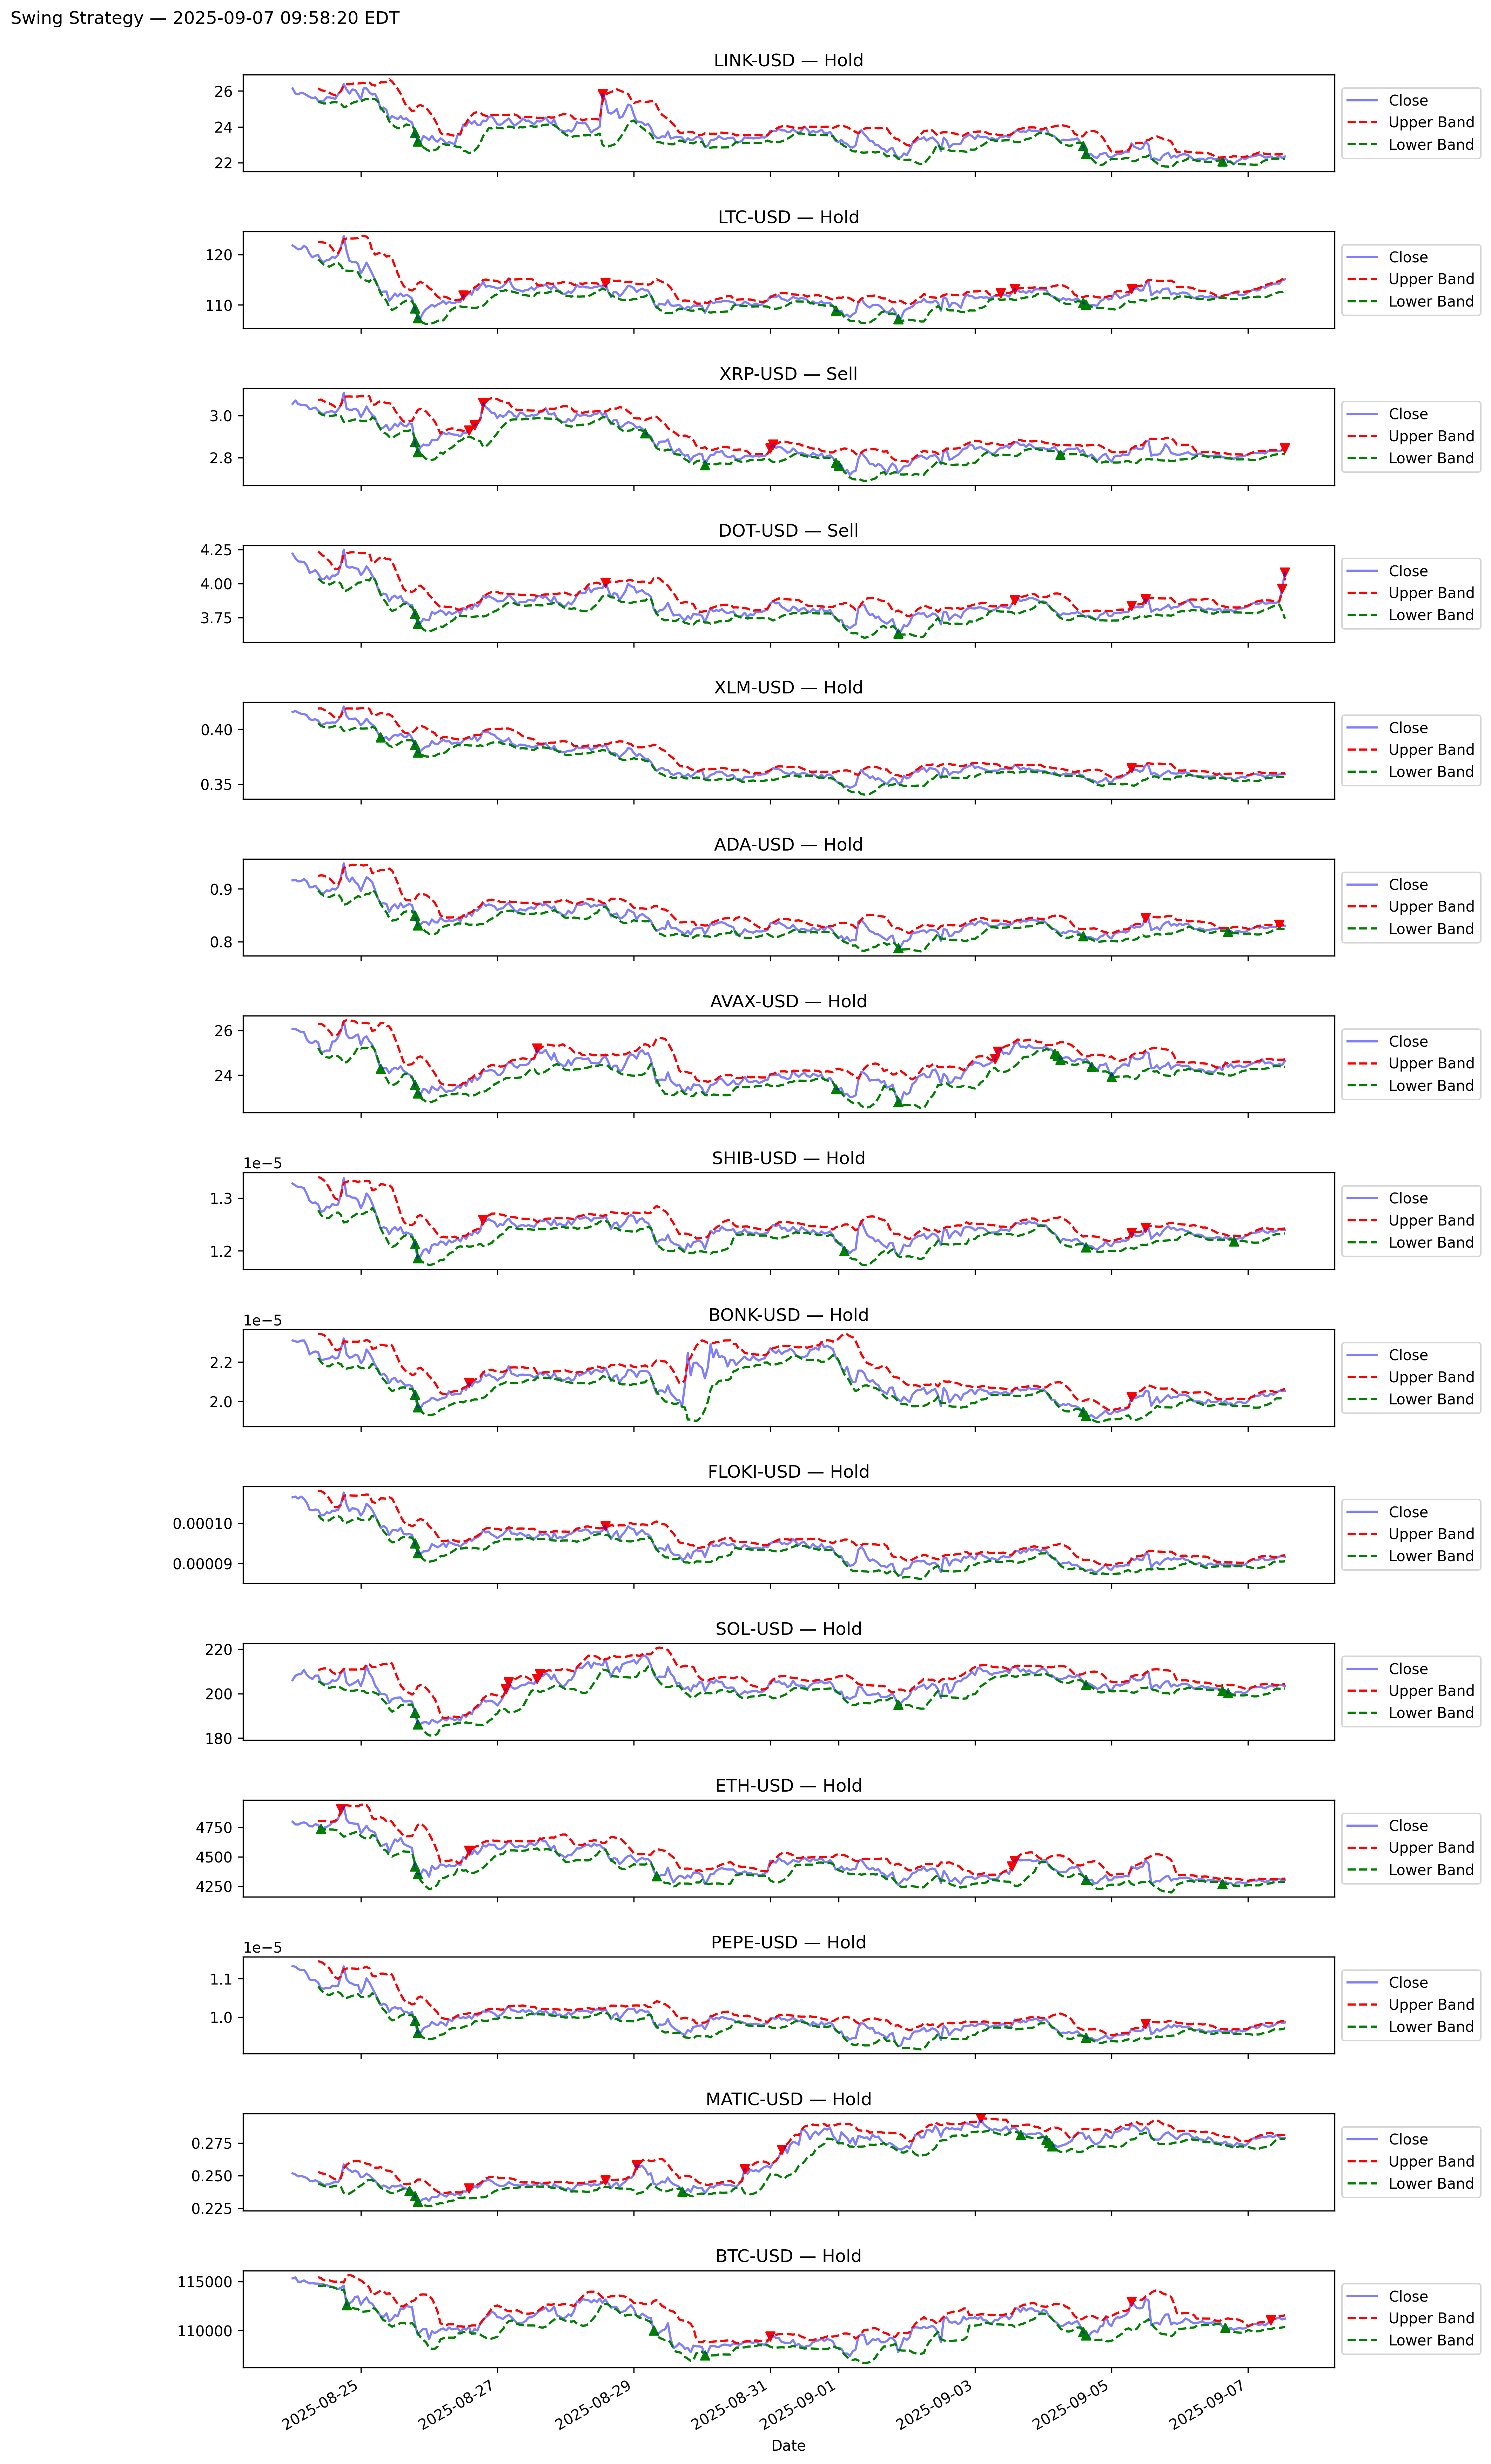 Swing Strategy — 2025-09-07 09:58:20 EDT
LINK-USD — Hold
26
24
22
Close
Upper Band
Lower Band
LTC-USD — Hold
120
110
Close
Upper Band
Lower Band
XRP-USD — Sell
3.0
2.8
Close
Upper Band
Lower Band
DOT-USD — Sell
4.25
4.00
3.75
Close
Upper Band
Lower Band
XLM-USD — Hold
0.40
0.35
Close
Upper Band
Lower Band
ADA-USD — Hold
0.9
0.8
Close
Upper Band
Lower Band
AVAX-USD — Hold
26
24
Close
Upper Band
Lower Band
SHIB-USD — Hold
1e−5
1.3
1.2
Close
Upper Band
Lower Band
BONK-USD — Hold
1e−5
2.2
2.0
Close
Upper Band
Lower Band
FLOKI-USD — Hold
0.00010
0.00009
Close
Upper Band
Lower Band
SOL-USD — Hold
220
200
180
Close
Upper Band
Lower Band
ETH-USD — Hold
4750
4500
4250
Close
Upper Band
Lower Band
PEPE-USD — Hold
1e−5
1.1
1.0
Close
Upper Band
Lower Band
MATIC-USD — Hold
0.275
0.250
0.225
Close
Upper Band
Lower Band
BTC-USD — Hold
115000
110000
Close
Upper Band
Lower Band
2025-08-25
2025-08-27
2025-08-29
2025-08-31
2025-09-01
2025-09-03
2025-09-05
2025-09-07
Date